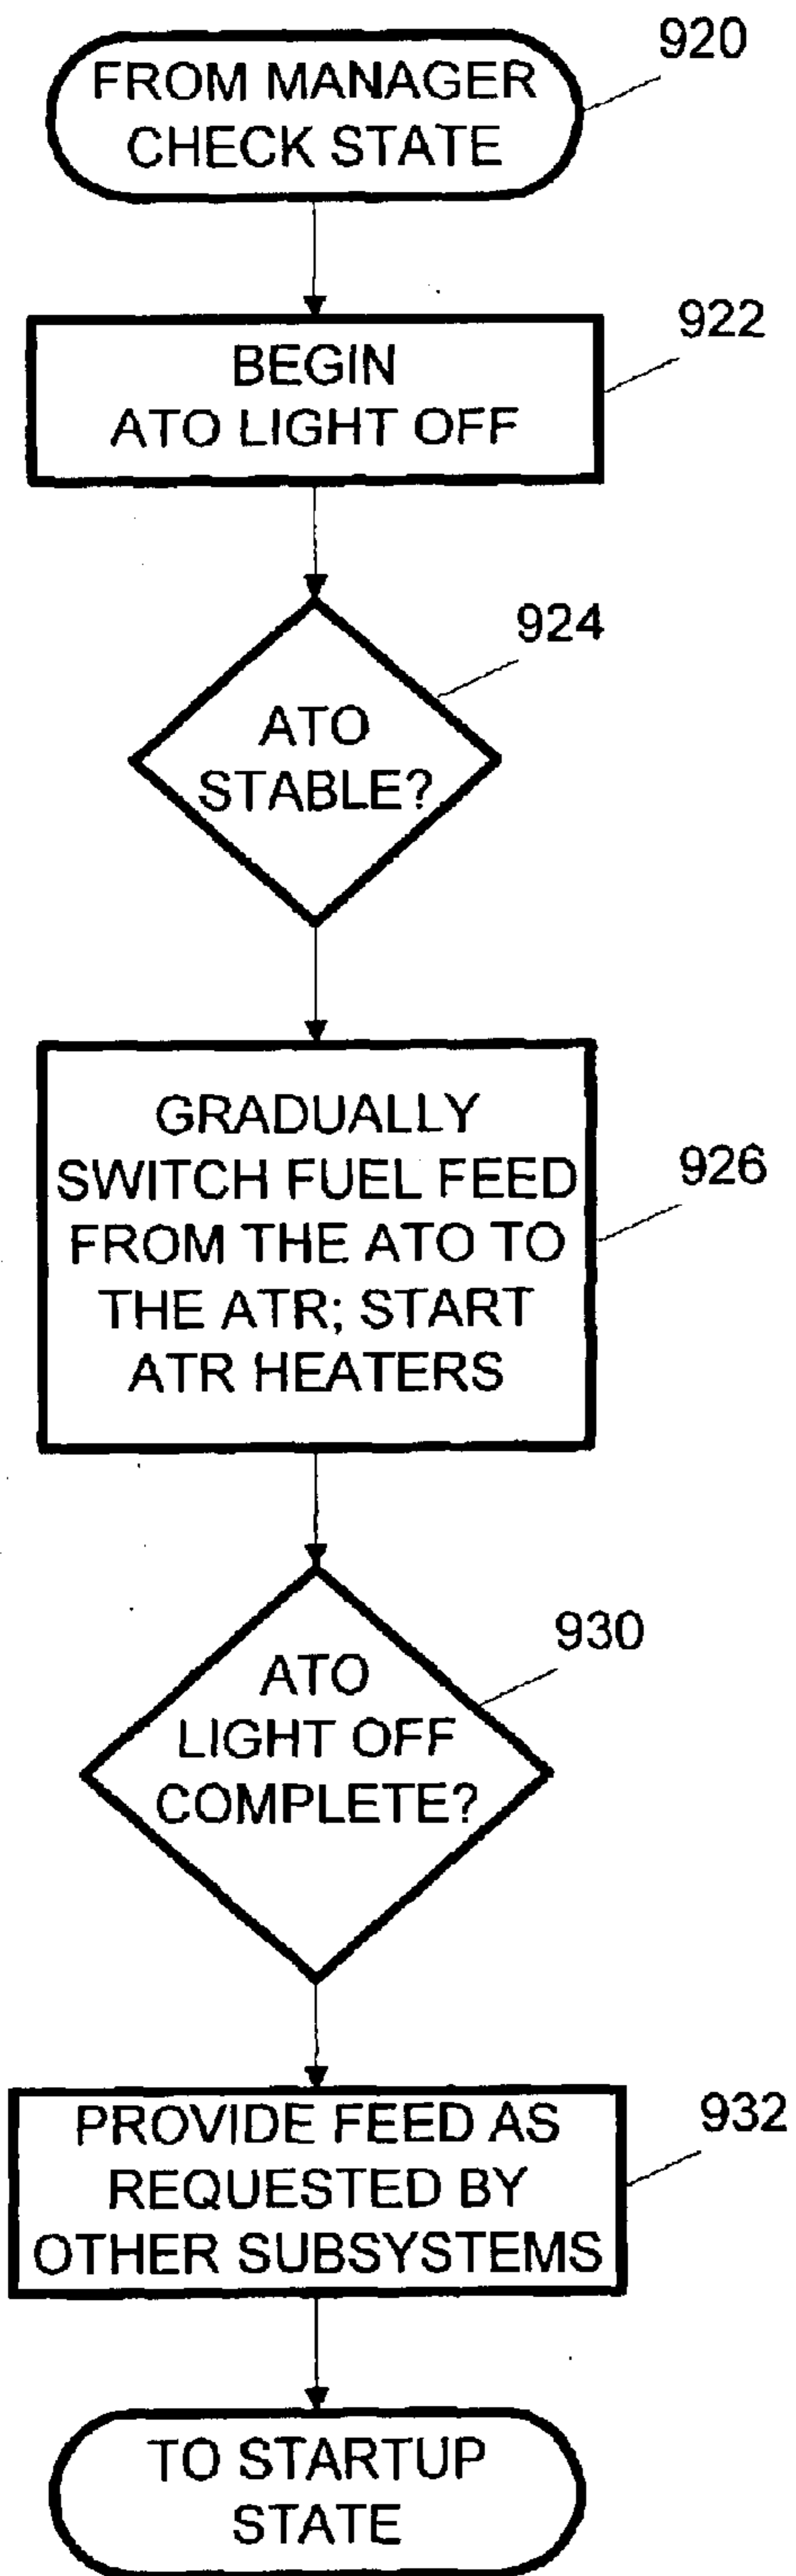 920
FROM MANAGER
CHECK STATE
922
BEGIN
ATO LIGHT OFF
924
ATO
STABLE?
GRADUALLY
SWITCH FUEL FEED
926
FROM THE ATO TO
THE ATR; START
ATR HEATERS
930
ATO
LIGHT OFF
COMPLETE?
932
PROVIDE FEED AS
REQUESTED BY
OTHER SUBSYSTEMS
TO STARTUP
STATE